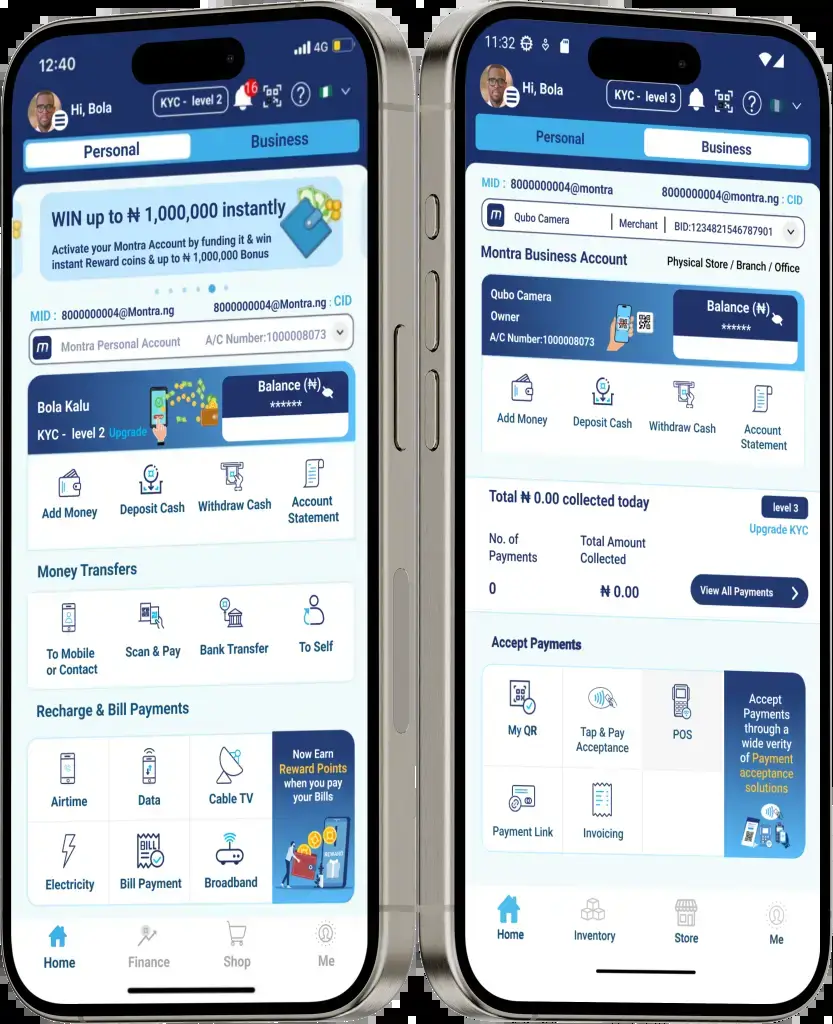 12:40
4G
Hi, Bola
KYC - level 2
16
?
Personal
Business
WIN up to ₦ 1,000,000 instantly
Activate your Montra Account by funding it & win
instant Reward coins & up to ₦ 1,000,000 Bonus
MID : 8000000004@Montra.ng
8000000004@Montra.ng : CID
m
Montra Personal Account
A/C Number:1000008073
Bola Kalu
KYC - level 2 Upgrade
Balance (₦)
******
Add Money
Deposit Cash
Withdraw Cash
Account
Statement
Money Transfers
To Mobile
or Contact
Scan & Pay
Bank Transfer
To Self
Recharge & Bill Payments
Airtime
Data
Cable TV
Now Earn
Reward Points
when you pay
your Bills
REWARD
Electricity
BILL
Bill Payment
Broadband
Home
Finance
Shop
Me
11:32
Hi, Bola
KYC - level 3
?
Personal
Business
MID : 8000000004@montra
8000000004@montra.ng : CID
m
Qubo Camera
Merchant
BID:1234821546787901
Montra Business Account
Physical Store / Branch / Office
Qubo Camera
Owner
A/C Number:1000008073
Balance (₦)
******
Add Money
Deposit Cash
Withdraw Cash
Account
Statement
Total ₦ 0.00 collected today
level 3
Upgrade KYC
No. of
Payments
Total Amount
Collected
0
₦ 0.00
View All Payments
Accept Payments
My QR
Tap & Pay
Acceptance
POS
Accept
Payments
through a
wide verity
of Payment
acceptance
solutions
Payment Link
Invoicing
Home
Inventory
Store
Me